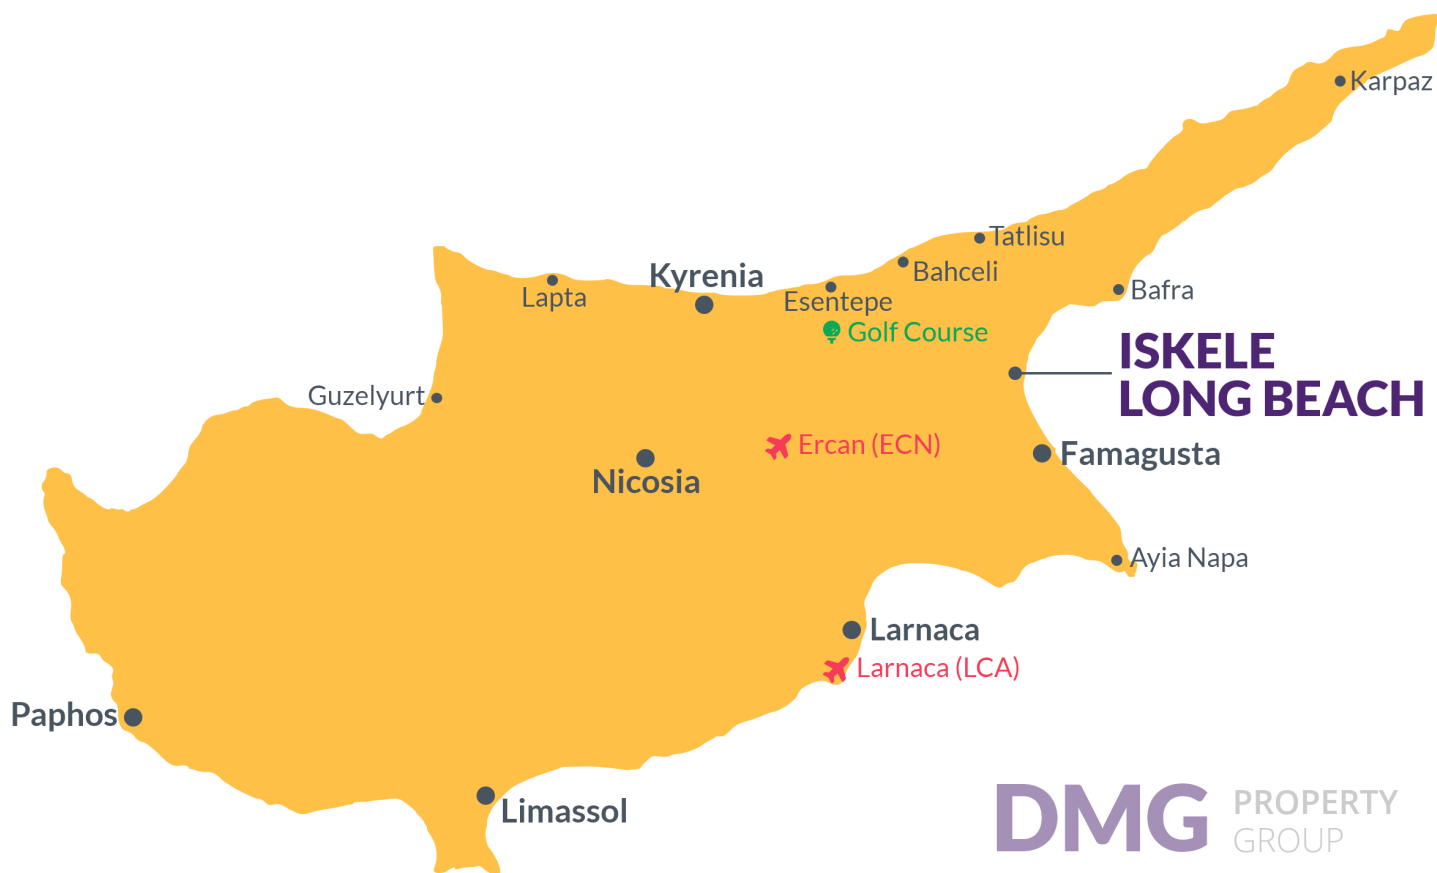 Karpaz
Tatlisu
Bahceli
Kyrenia
Lapta
Esentepe
Bafra
Golf Course
ISKELE
LONG BEACH
Guzelyurt
Ercan (ECN)
Famagusta
Nicosia
Ayia Napa
Larnaca
Larnaca (LCA)
Paphos
Limassol
DMG PROPERTY
GROUP